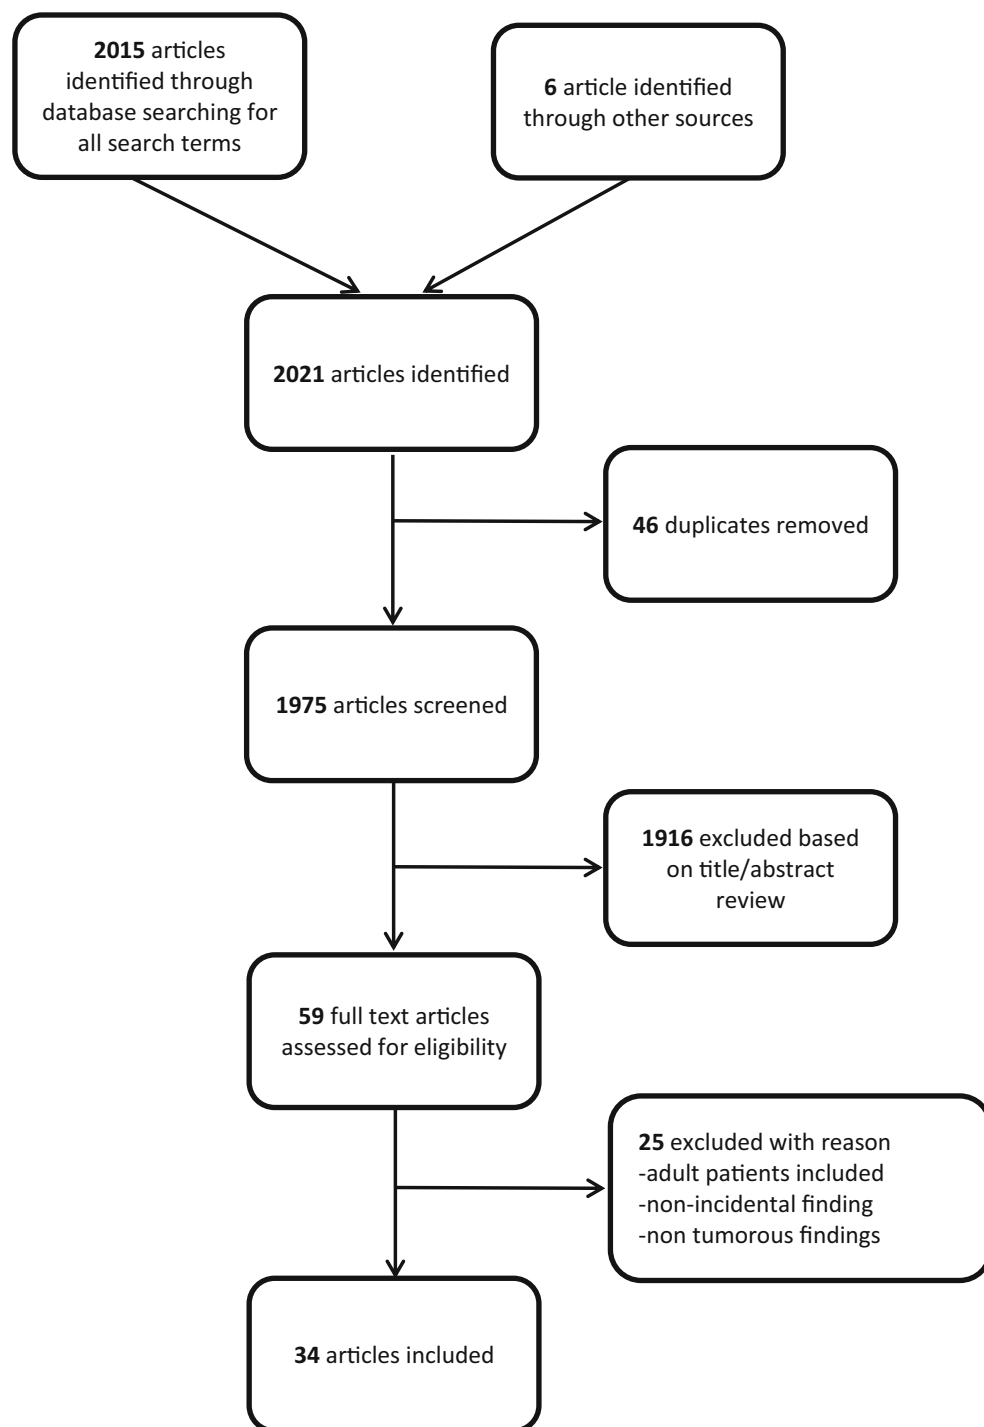 2015 articles
identified through
database searching for
all search terms
6 article identified
through other sources
2021 articles identified
46 duplicates removed
1975 articles screened
1916 excluded based
on title/abstract
review
59 full text articles
assessed for eligibility
25 excluded with reason
-adult patients included
-non-incidental finding
-non tumorous findings
34 articles included